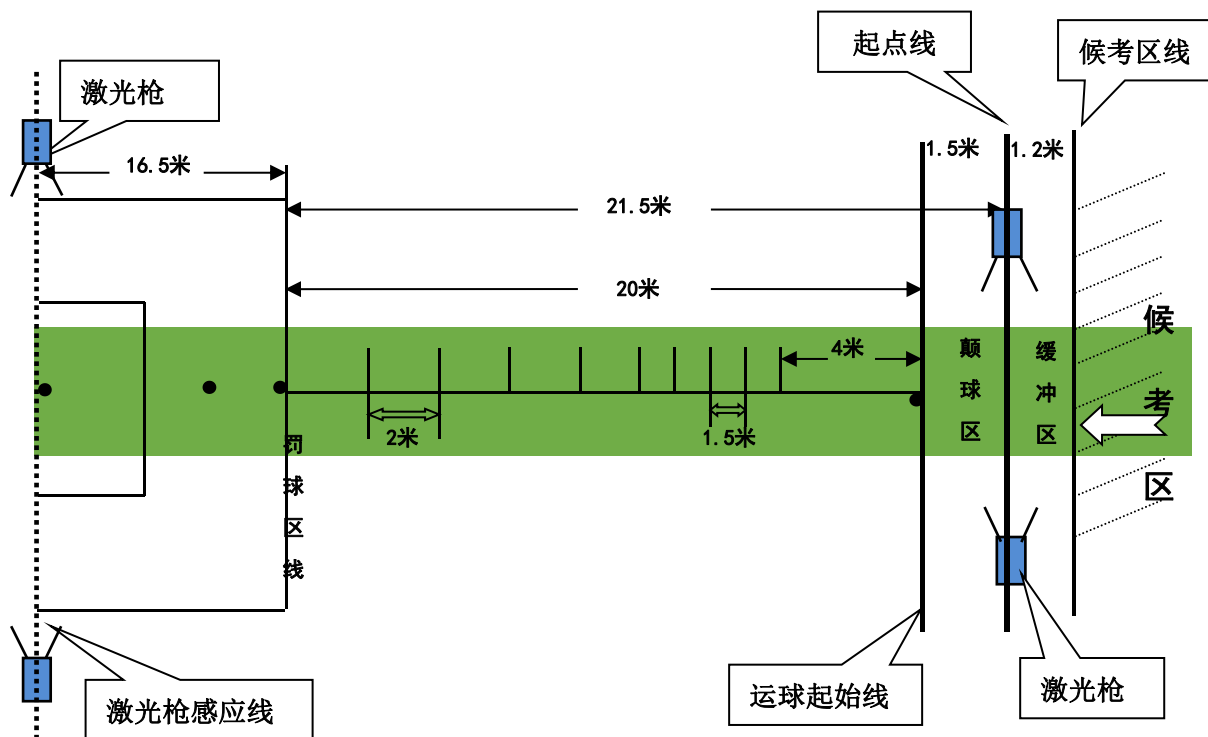 起点线
候考区线
激光枪
1.5米
1.2米
16.5米
21.5米
20米
4米
颠球区
缓冲区
候考区
2米
1.5米
罚球区线
激光枪感应线
运球起始线
激光枪